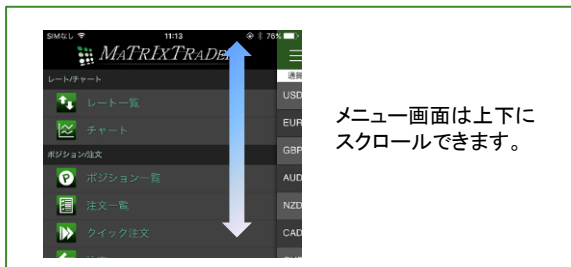 SIMなし 11:13 76%
MATRIXTRADER
通貨
レート/チャート
レート一覧
USD
チャート
EUR
ポジション/注文
GBP
ポジション一覧
AUD
注文一覧
NZD
クイック注文
CAD
メニュー画面は上下に
スクロールできます。